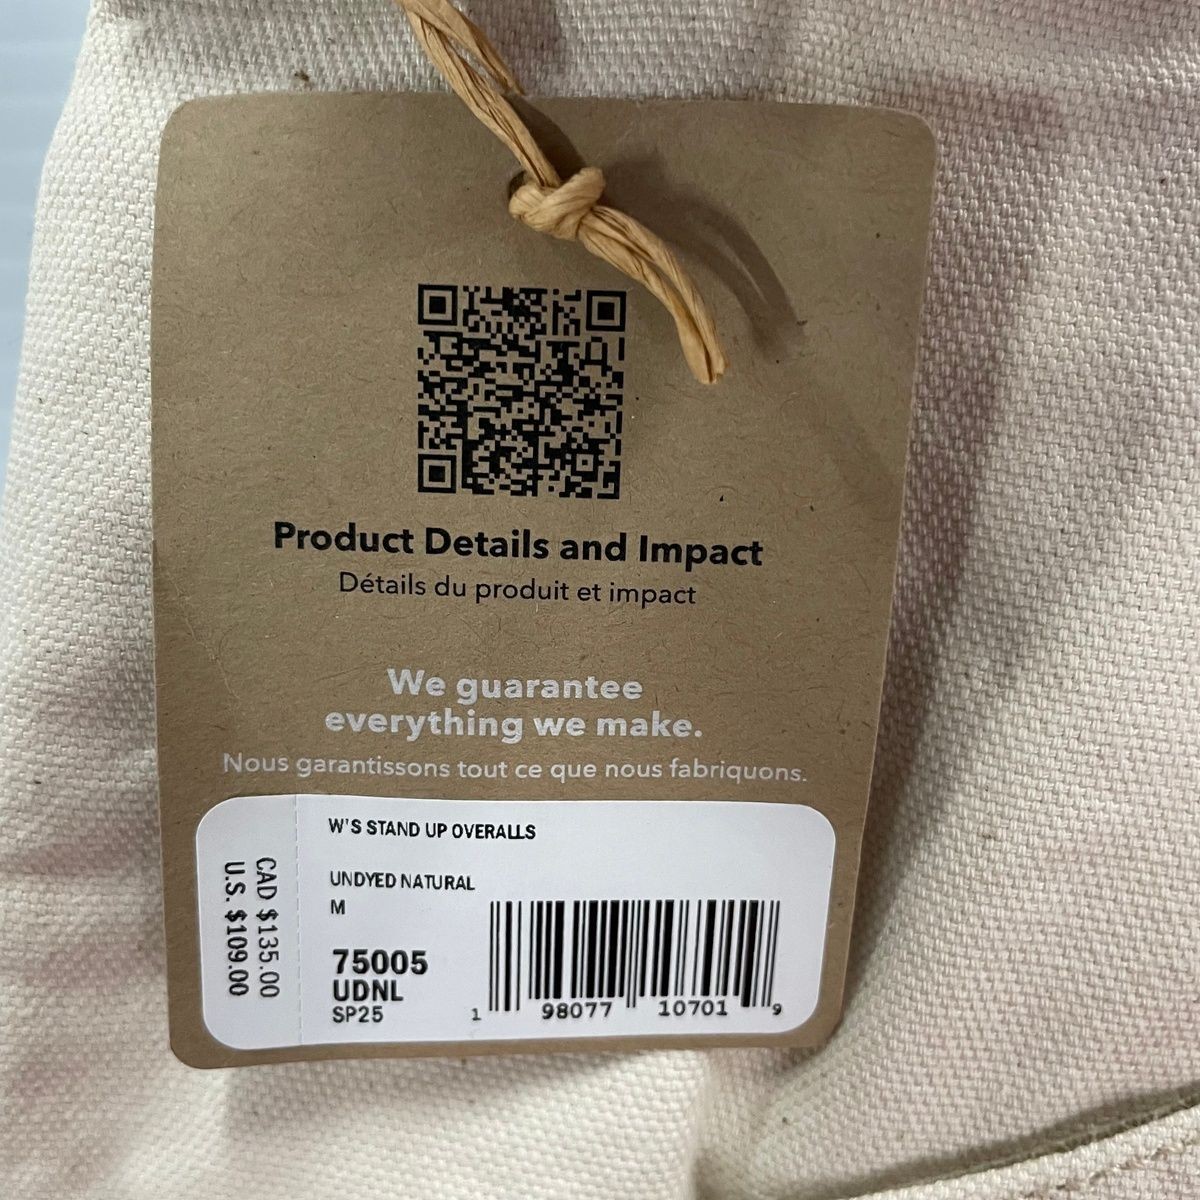 Product Details and Impact
Détails du produit et impact
We guarantee
everything we make.
Nous garantissons tout ce que nous fabriquons.
W'S STAND UP OVERALLS
UNDYED NATURAL
M
75005
UDNL
SP25
1 98077 10701 9
CAD $135.00
U.S. $109.00